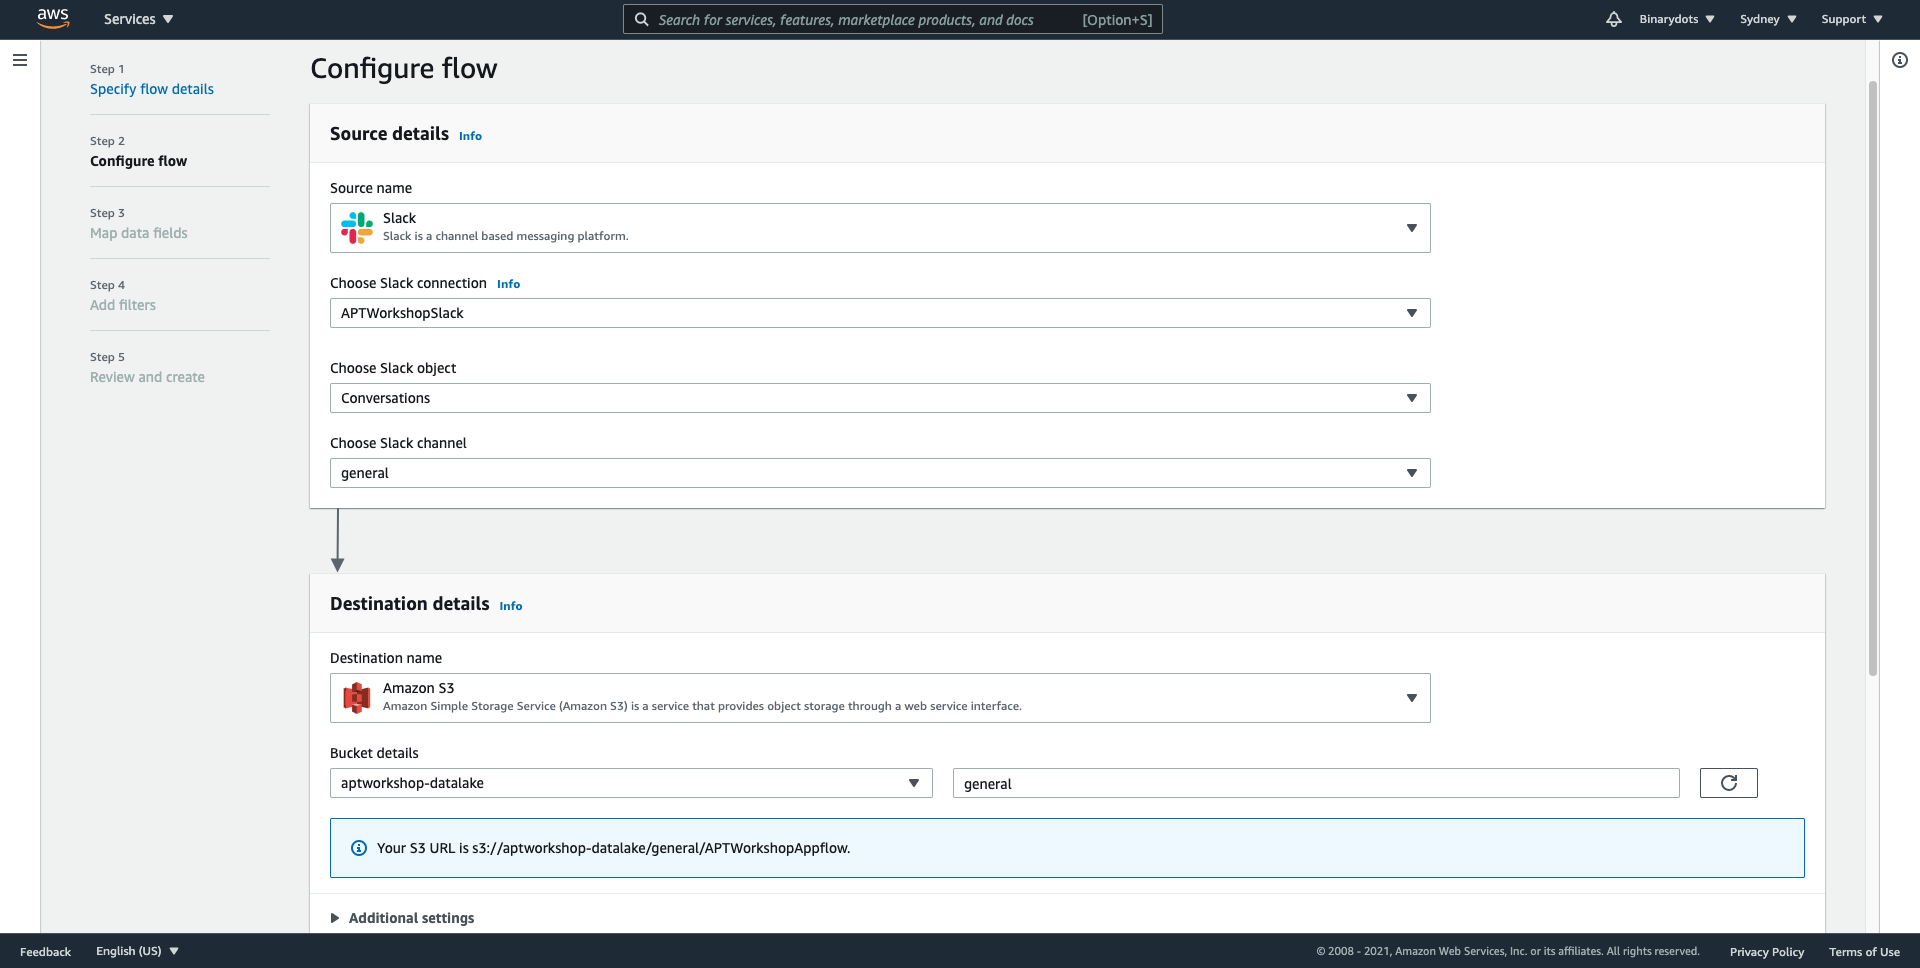 aws
Services
Search for services, features, marketplace products, and docs [Option+S]
Binarydots
Sydney
Support
Step 1
Specify flow details
Step 2
Configure flow
Step 3
Map data fields
Step 4
Add filters
Step 5
Review and create
Configure flow
Source details Info
Source name
Slack
Slack is a channel based messaging platform.
Choose Slack connection Info
APTWorkshopSlack
Choose Slack object
Conversations
Choose Slack channel
general
Destination details Info
Destination name
Amazon S3
Amazon Simple Storage Service (Amazon S3) is a service that provides object storage through a web service interface.
Bucket details
aptworkshop-datalake
general
Your S3 URL is s3://aptworkshop-datalake/general/APTWorkshopAppflow.
Additional settings
Feedback
English (US)
© 2008 - 2021, Amazon Web Services, Inc. or its affiliates. All rights reserved.
Privacy Policy
Terms of Use